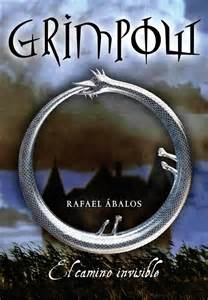 GRIMPOW
RAFAEL ÁBALOS
El camino invisible